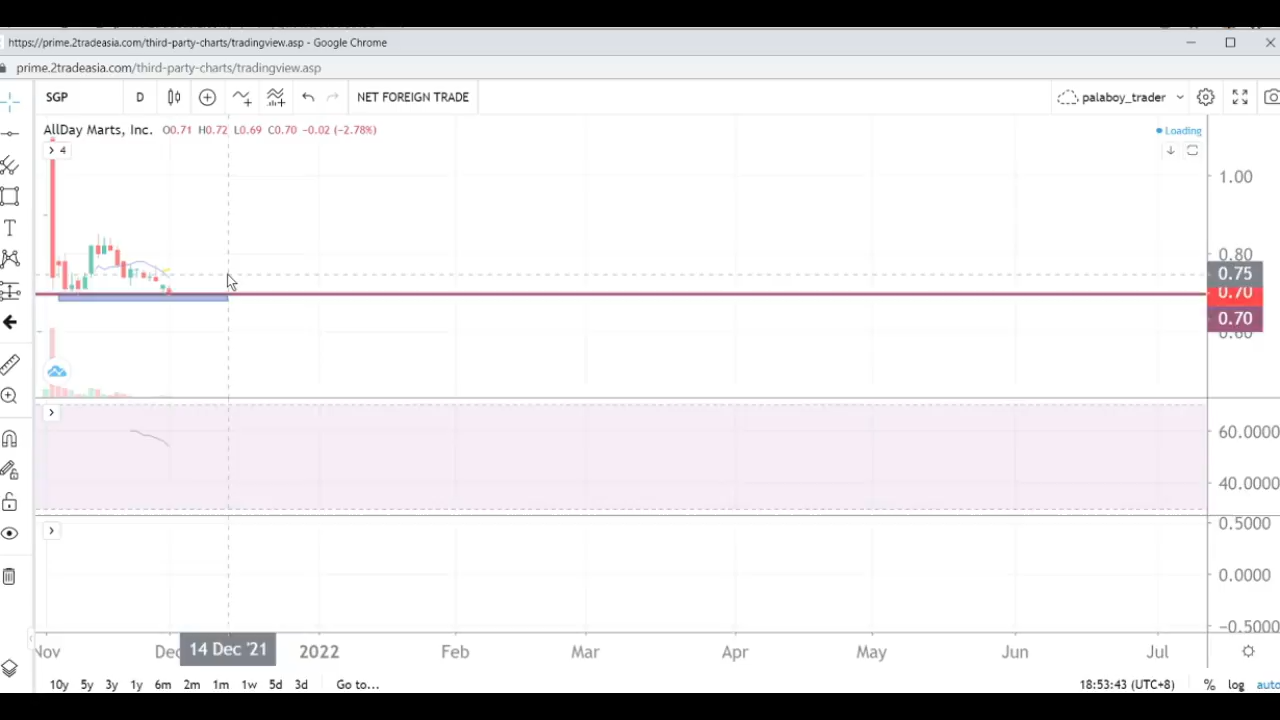 https://prime.2tradeasia.com/third-party-charts/tradingview.asp - Google Chrome
prime.2tradeasia.com/third-party-charts/tradingview.asp
SGP D NET FOREIGN TRADE palaboy_trader
AllDay Marts, Inc. O0.71 H0.72 L0.69 C0.70 −0.02 (−2.78%) Loading
4
1.00
0.80
0.75
0.70
0.70
0.60
60.0000
40.0000
0.5000
0.0000
−0.5000
Nov Dec 14 Dec '21 2022 Feb Mar Apr May Jun Jul
10y 5y 3y 1y 6m 2m 1m 1w 5d 3d Go to... 18:53:43 (UTC+8) % log auto